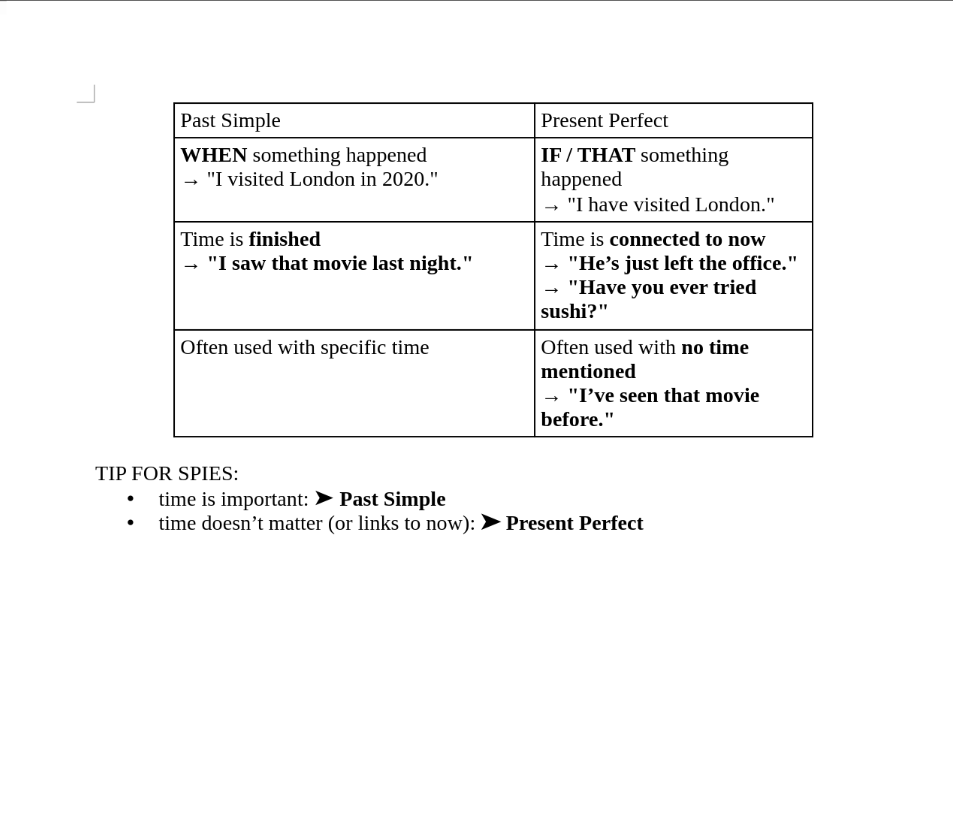 Past Simple
Present Perfect
WHEN something happened
→ "I visited London in 2020."
IF / THAT something
happened
→ "I have visited London."
Time is finished
→ "I saw that movie last night."
Time is connected to now
→ "He’s just left the office."
→ "Have you ever tried
sushi?"
Often used with specific time
Often used with no time
mentioned
→ "I’ve seen that movie
before."
TIP FOR SPIES:
• time is important: ➤ Past Simple
• time doesn’t matter (or links to now): ➤ Present Perfect